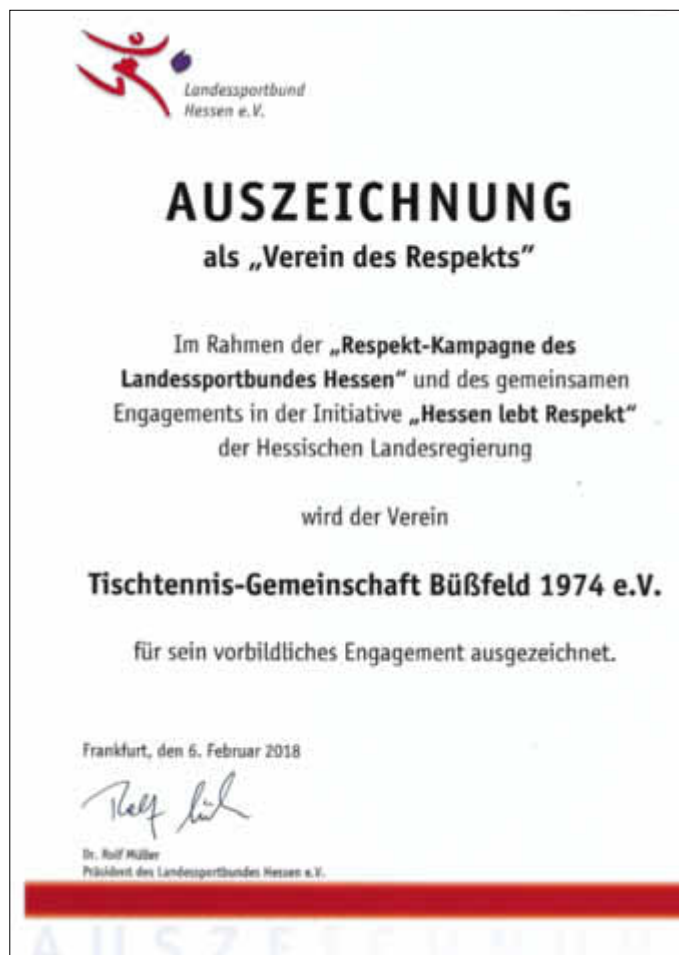 Landessportbund
Hessen e.V.
AUSZEICHNUNG
als „Verein des Respekts“
Im Rahmen der „Respekt-Kampagne des
Landessportbundes Hessen“ und des gemeinsamen
Engagements in der Initiative „Hessen lebt Respekt“
der Hessischen Landesregierung
wird der Verein
Tischtennis-Gemeinschaft Büßfeld 1974 e.V.
für sein vorbildliches Engagement ausgezeichnet.
Frankfurt, den 6. Februar 2018
Dr. Rolf Müller
Präsident des Landessportbundes Hessen e.V.
AUSZEICHNUNG